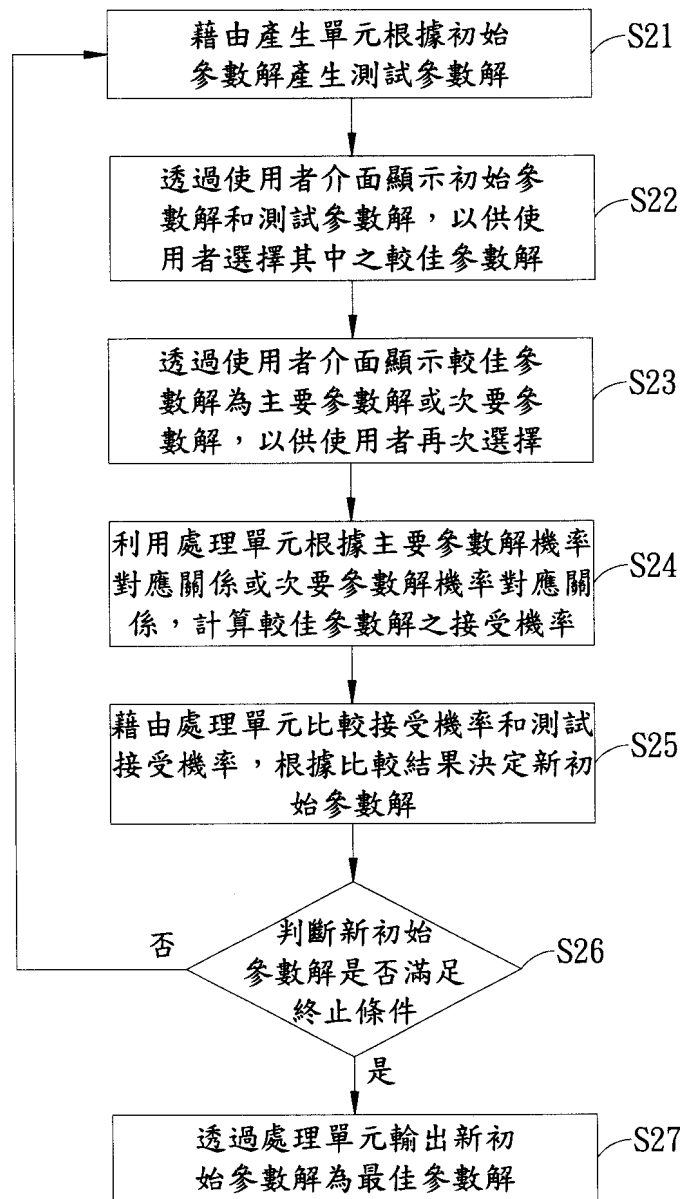 藉由產生單元根據初始
參數解產生測試參數解
S21
透過使用者介面顯示初始參
數解和測試參數解，以供使
用者選擇其中之較佳參數解
S22
透過使用者介面顯示較佳參
數解為主要參數解或次要參
數解，以供使用者再次選擇
S23
利用處理單元根據主要參數解機率
對應關係或次要參數解機率對應關
係，計算較佳參數解之接受機率
S24
藉由處理單元比較接受機率和測試
接受機率，根據比較結果決定新初
始參數解
S25
否
判斷新初始
參數解是否滿足
終止條件
S26
是
透過處理單元輸出新初
始參數解為最佳參數解
S27